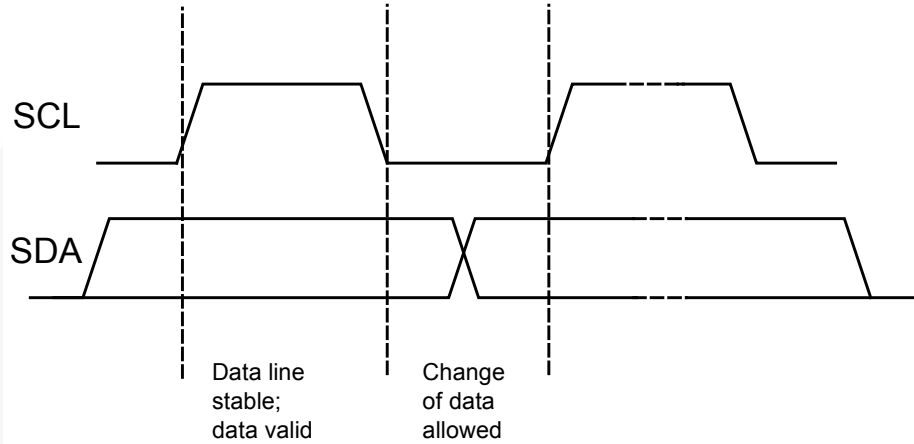 SCL
SDA
Data line
stable;
data valid
Change
of data
allowed